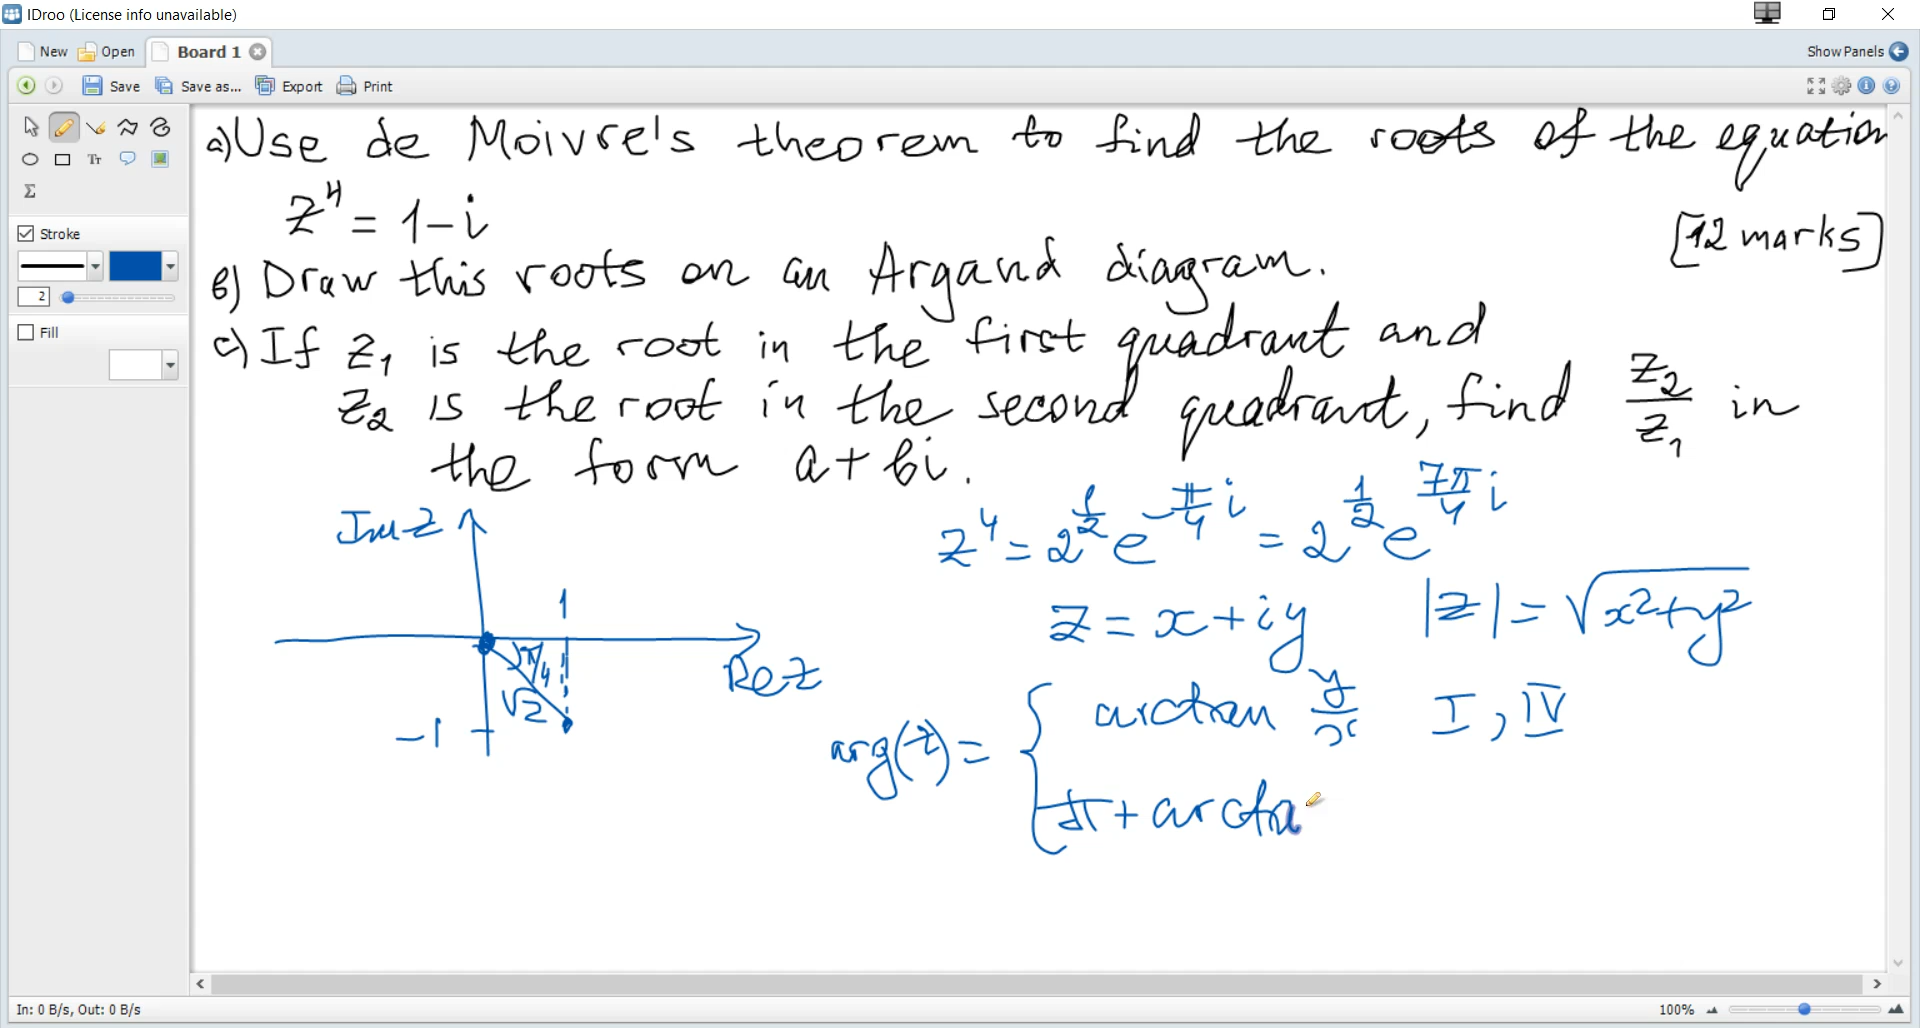 IDroo (License info unavailable)
New Open Board 1 Show Panels
Save Save as... Export Print
Tr
Σ
Stroke
2
Fill
a) Use de Moivre's theorem to find the roots of the equation
z⁴ = 1 - i
[12 marks]
b) Draw this roots on an Argand diagram.
c) If z₁ is the root in the first quadrant and
z₂ is the root in the second quadrant, find z₂/z₁ in
the form a + bi.
z⁴ = 2^(1/2) e^(-π/4 i) = 2^(1/2) e^(7π/4 i)
z = x + iy |z| = √(x² + y²)
arg(z) = { arctan y/x I, IV
π + arcta
Im z
1
π/4
√2
Re z
-1
In: 0 B/s, Out: 0 B/s 100%